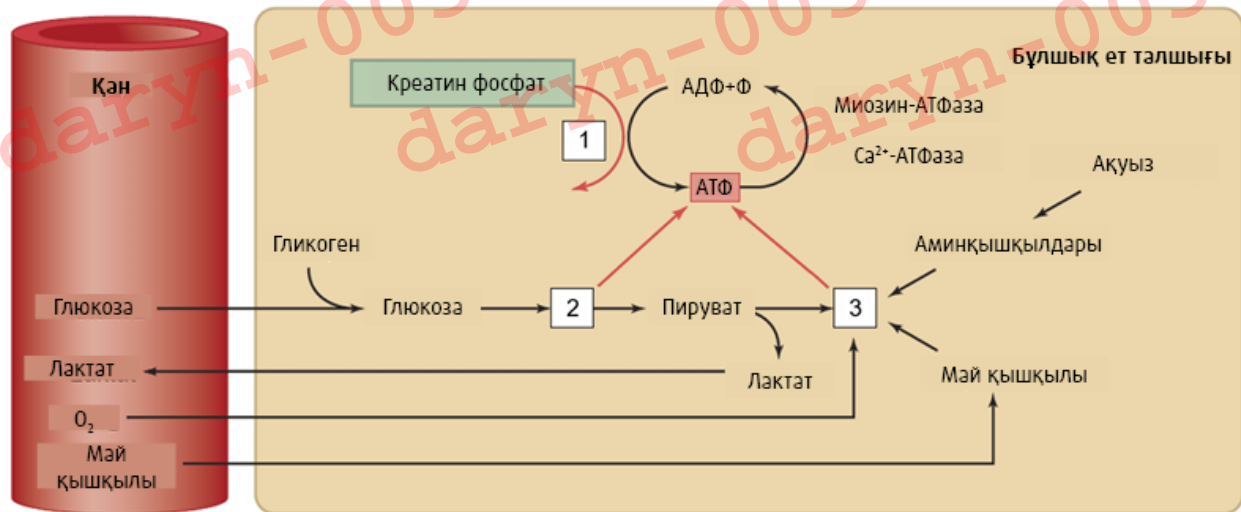 daryn-003
daryn-003
daryn-003
Қан
Креатин фосфат
АДФ+Ф
Бұлшық ет талшығы
Миозин-АТФаза
1
Ca²⁺-АТФаза
Ақуыз
АТФ
Гликоген
Аминқышқылдары
Глюкоза
Глюкоза
2
Пируват
3
Лактат
Лактат
Май қышқылы
O₂
Май
қышқылы